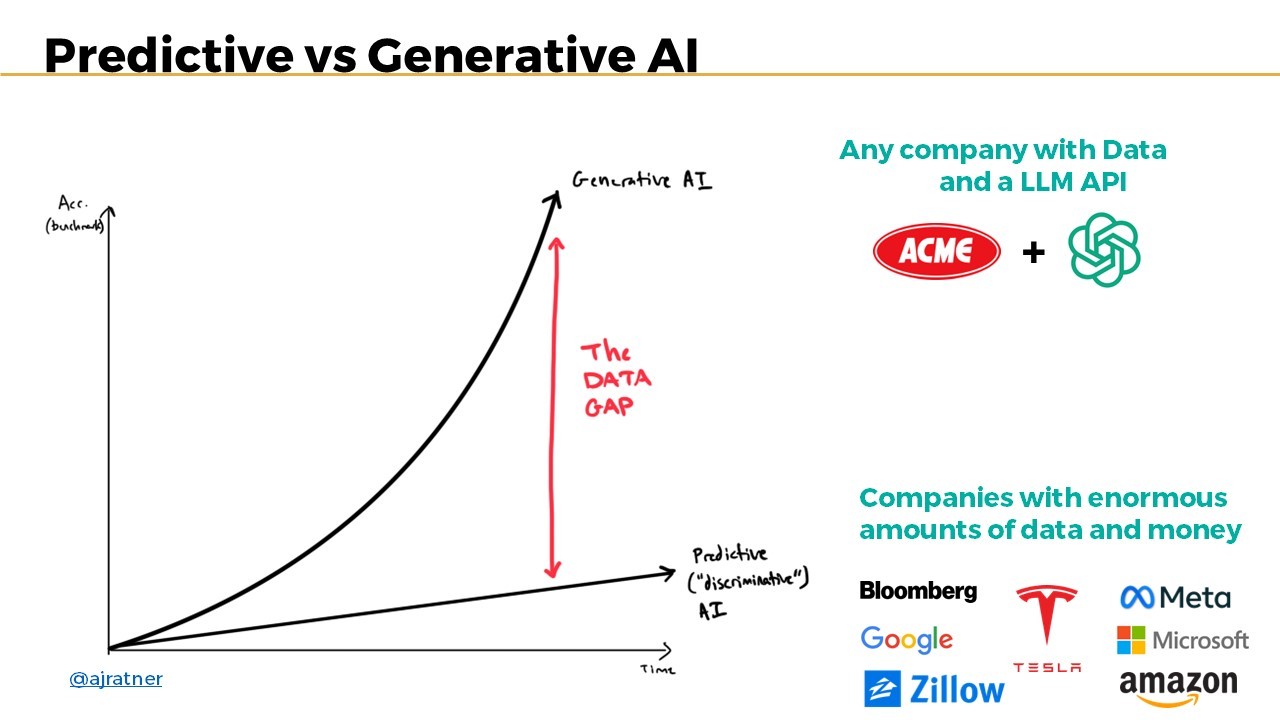 Predictive vs Generative AI
Any company with Data
and a LLM API
ACME
+
Generative AI
Acc.
(benchmark)
The
DATA
GAP
Companies with enormous
amounts of data and money
Predictive
("discriminative")
AI
Bloomberg
TESLA
Meta
Google
Microsoft
Zillow
amazon
Time
@ajratner